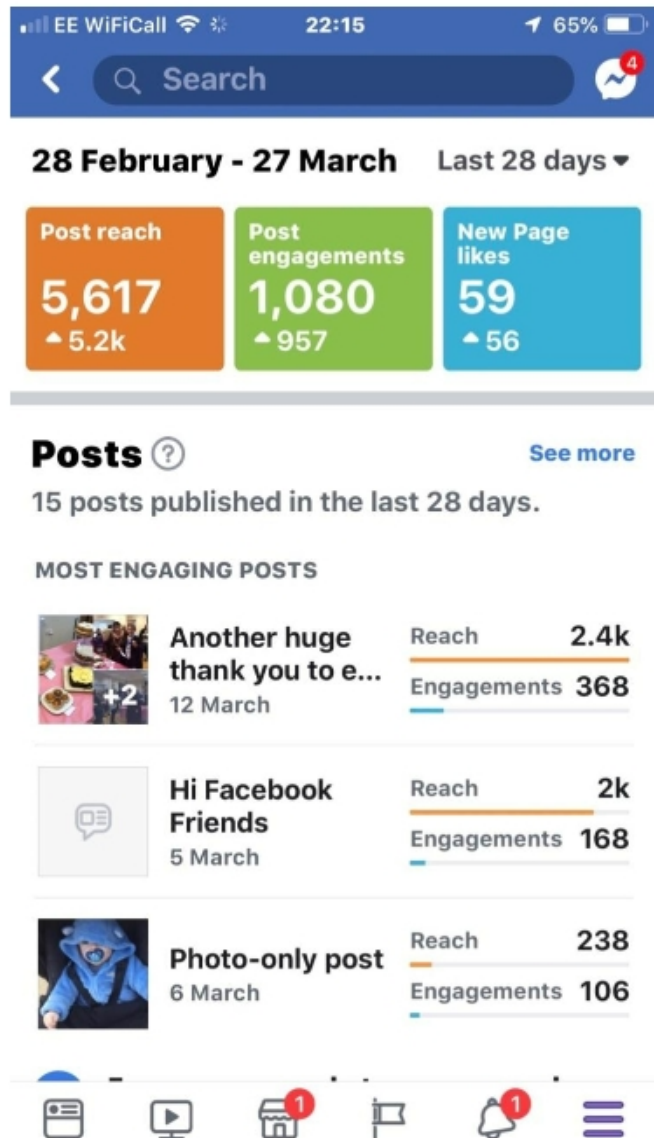 EE WiFiCall 22:15 65%
Search 4
28 February - 27 March Last 28 days
Post reach
5,617
5.2k
Post
engagements
1,080
957
New Page
likes
59
56
Posts ? See more
15 posts published in the last 28 days.
MOST ENGAGING POSTS
Another huge
thank you to e...
12 March
+2
Reach 2.4k
Engagements 368
Hi Facebook
Friends
5 March
Reach 2k
Engagements 168
Photo-only post
6 March
Reach 238
Engagements 106
1 1